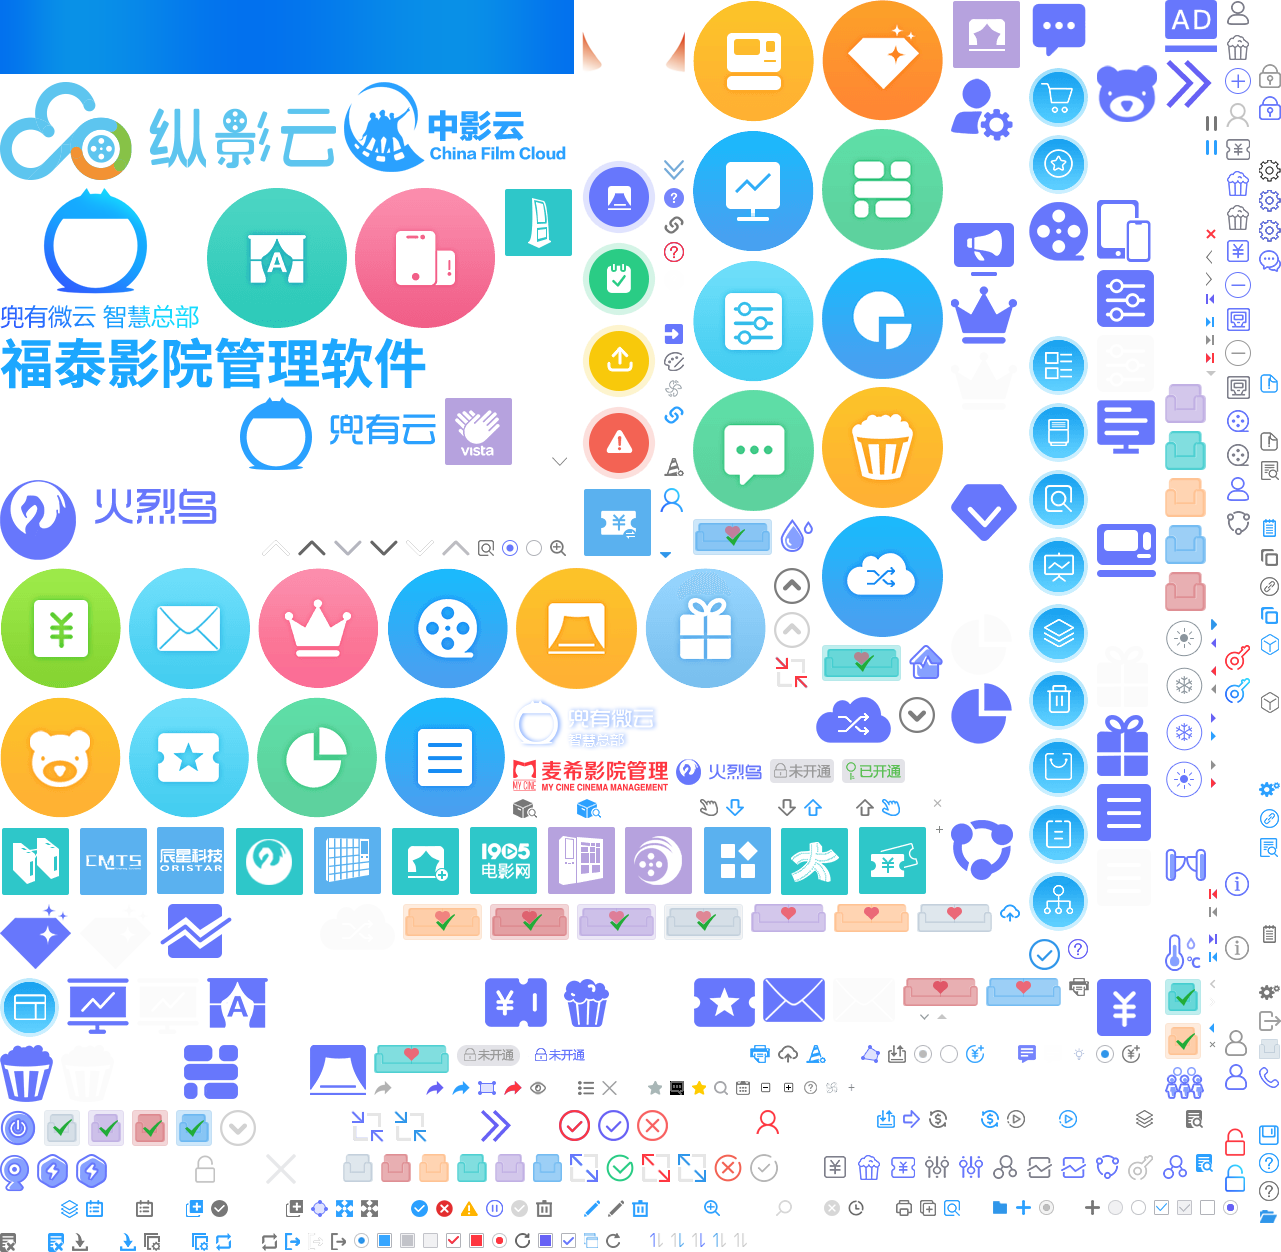 AD
纵影云
中影云
China Film Cloud
A
兜有微云 智慧总部
福泰影院管理软件
兜有云
vısta
火烈鸟
兜有微云
智慧总部
麦希影院管理
MY CINE
MY CINE CINEMA MANAGEMENT
火烈鸟
未开通
已开通
CMTS
辰星科技
ORISTAR
1905
电影网
A
℃
未开通
未开通